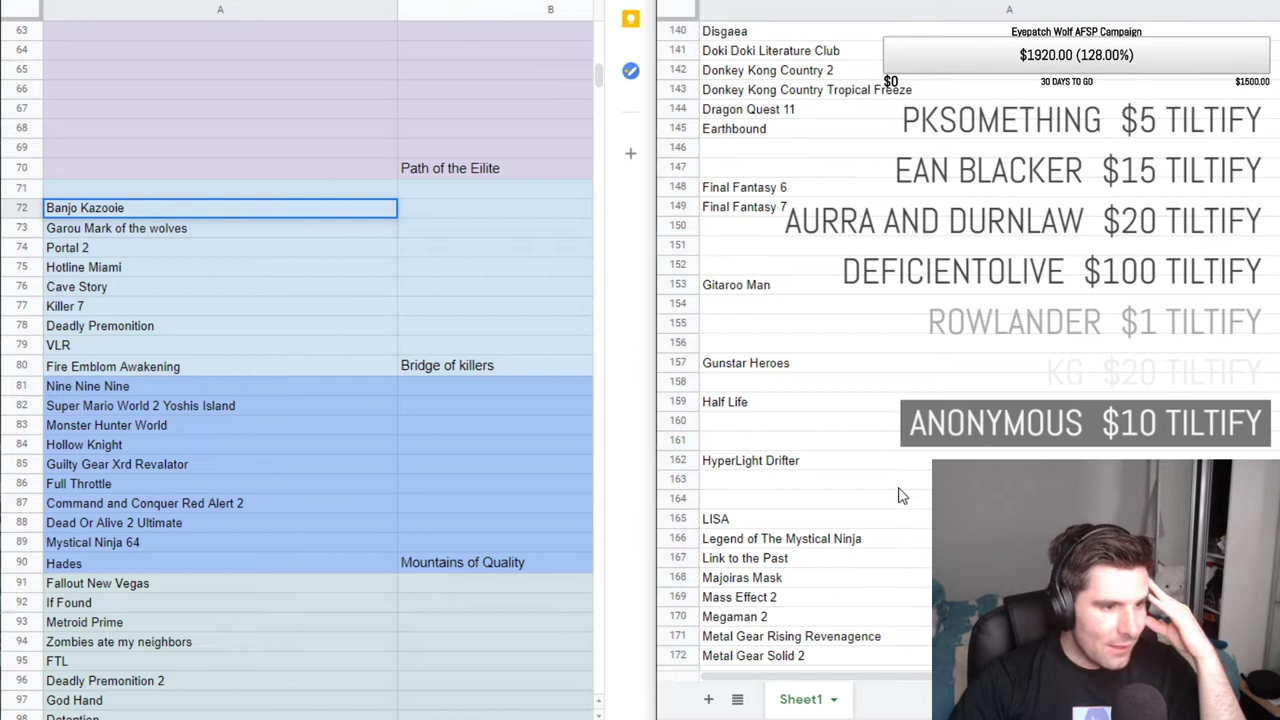 A
B
63
64
65
66
67
68
69
70 Path of the Eilite
71
72 Banjo Kazooie
73 Garou Mark of the wolves
74 Portal 2
75 Hotline Miami
76 Cave Story
77 Killer 7
78 Deadly Premonition
79 VLR
80 Fire Emblom Awakening Bridge of killers
81 Nine Nine Nine
82 Super Mario World 2 Yoshis Island
83 Monster Hunter World
84 Hollow Knight
85 Guilty Gear Xrd Revalator
86 Full Throttle
87 Command and Conquer Red Alert 2
88 Dead Or Alive 2 Ultimate
89 Mystical Ninja 64
90 Hades Mountains of Quality
91 Fallout New Vegas
92 If Found
93 Metroid Prime
94 Zombies ate my neighbors
95 FTL
96 Deadly Premonition 2
97 God Hand
98 Detention
A
140 Disgaea
141 Doki Doki Literature Club
142 Donkey Kong Country 2
143 Donkey Kong Country Tropical Freeze
144 Dragon Quest 11
145 Earthbound
146
147
148 Final Fantasy 6
149 Final Fantasy 7
150
151
152
153 Gitaroo Man
154
155
156
157 Gunstar Heroes
158
159 Half Life
160
161
162 HyperLight Drifter
163
164
165 LISA
166 Legend of The Mystical Ninja
167 Link to the Past
168 Majoiras Mask
169 Mass Effect 2
170 Megaman 2
171 Metal Gear Rising Revenagence
172 Metal Gear Solid 2
Sheet1
Eyepatch Wolf AFSP Campaign
$1920.00 (128.00%)
$0 30 DAYS TO GO $1500.00
PKSOMETHING $5 TILTIFY
EAN BLACKER $15 TILTIFY
AURRA AND DURNLAW $20 TILTIFY
DEFICIENTOLIVE $100 TILTIFY
ROWLANDER $1 TILTIFY
KG $20 TILTIFY
ANONYMOUS $10 TILTIFY